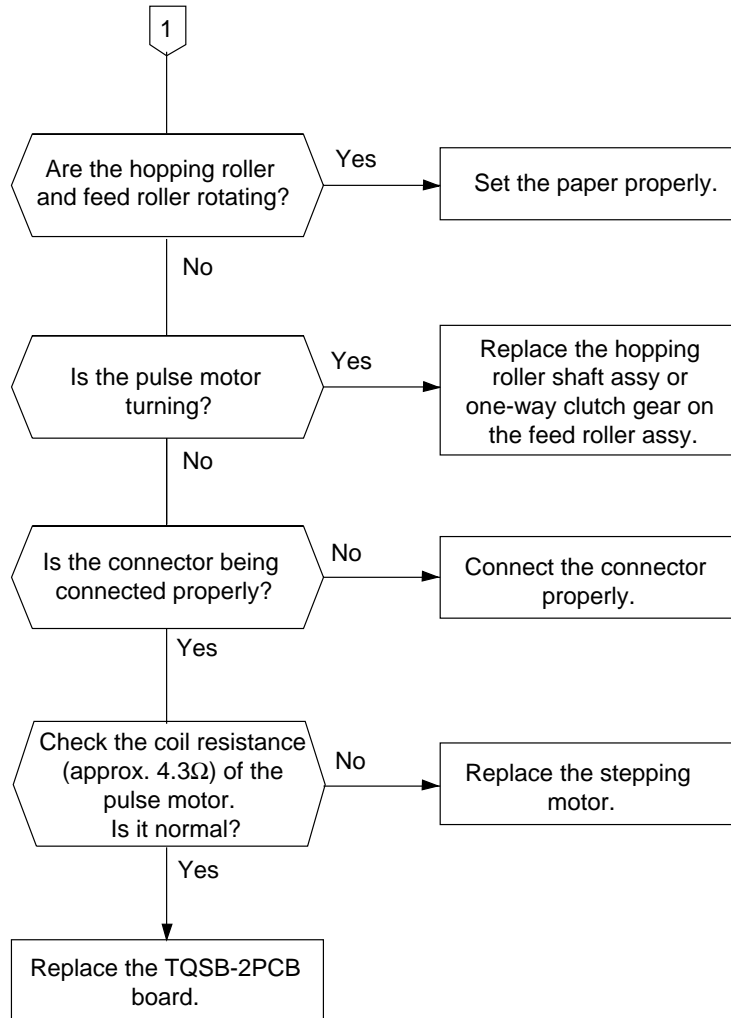 1
Are the hopping roller
and feed roller rotating?
Yes
Set the paper properly.
No
Is the pulse motor
turning?
Yes
Replace the hopping
roller shaft assy or
one-way clutch gear on
the feed roller assy.
No
Is the connector being
connected properly?
No
Connect the connector
properly.
Yes
Check the coil resistance
(approx. 4.3Ω) of the
pulse motor.
Is it normal?
No
Replace the stepping
motor.
Yes
Replace the TQSB-2PCB
board.